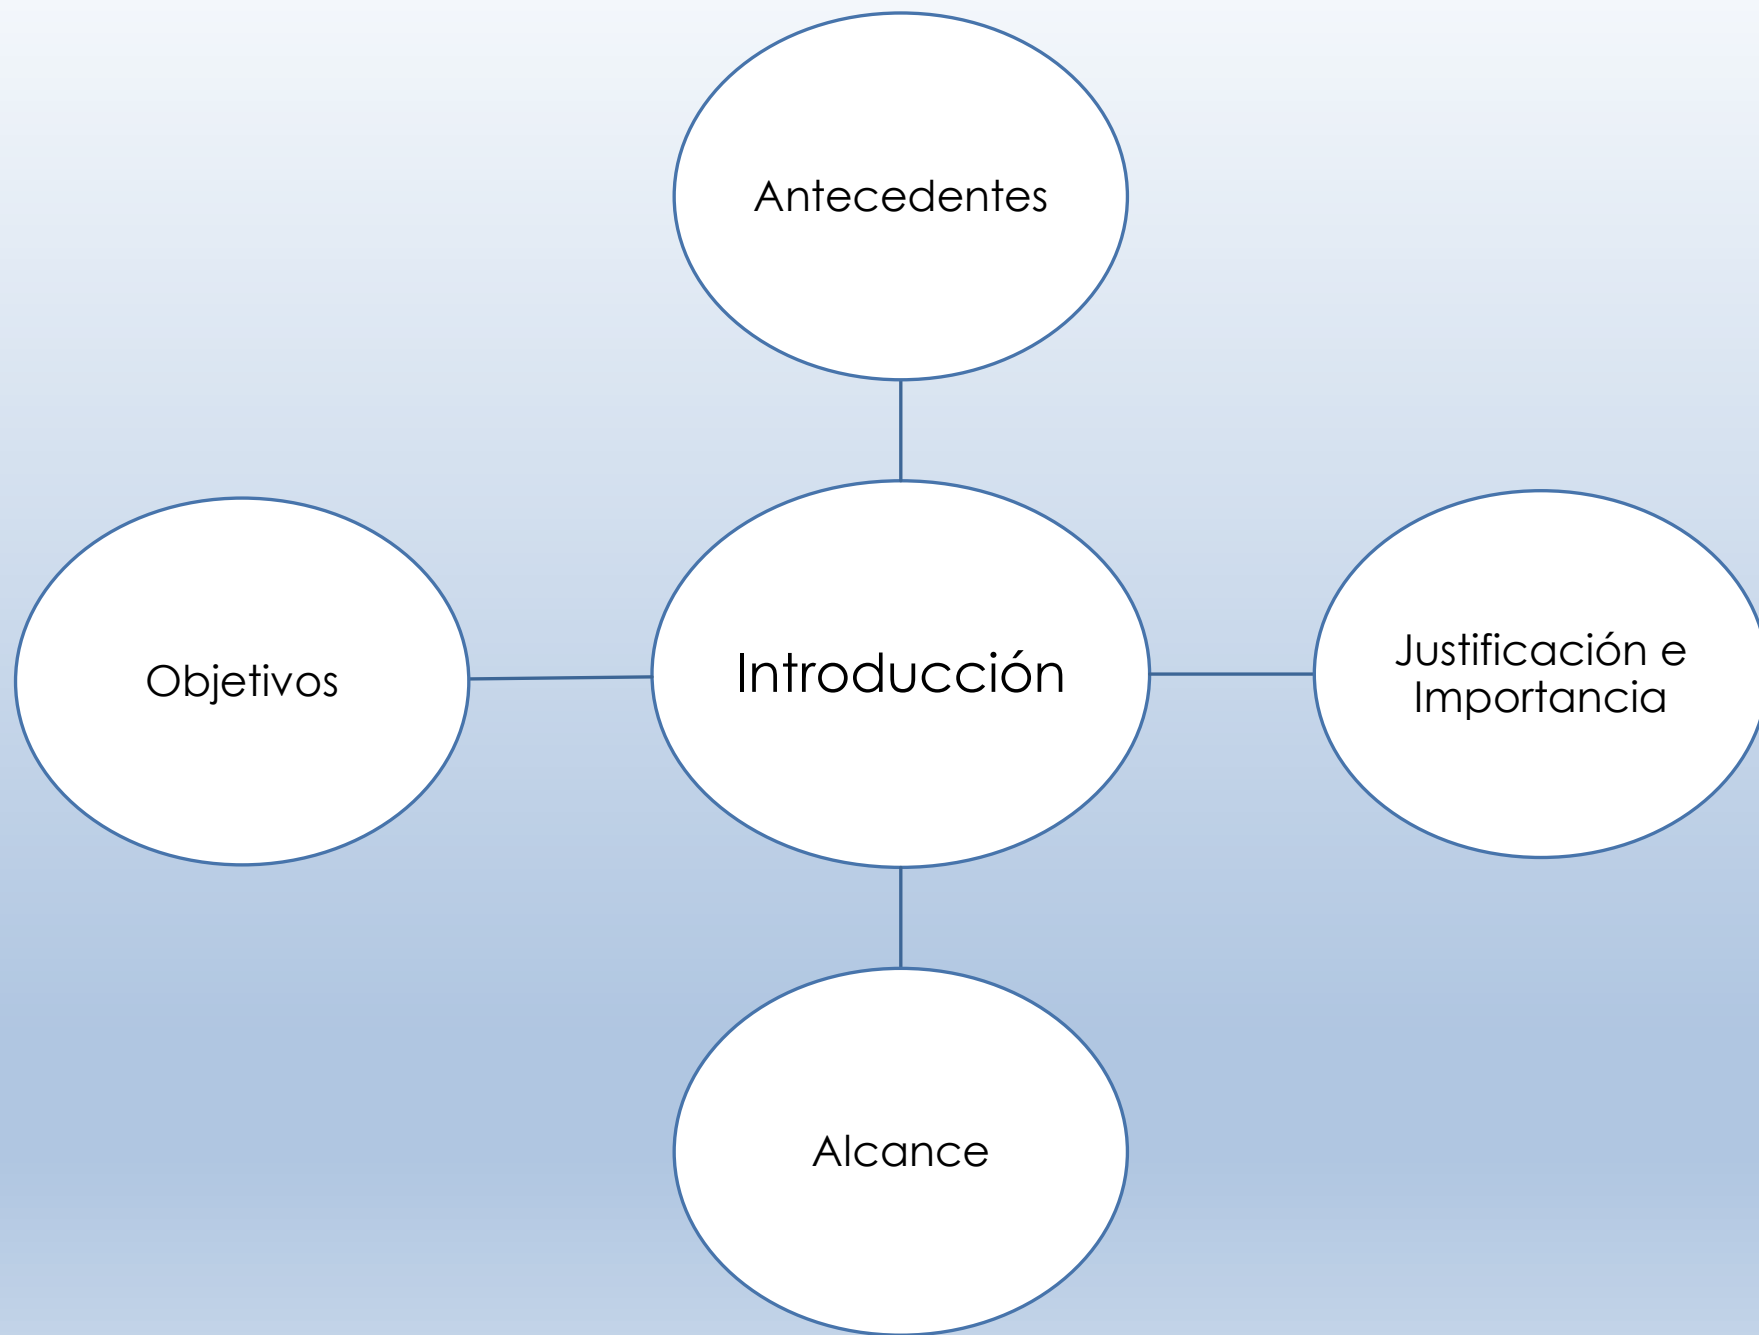 Antecedentes
Objetivos
Introducción
Justificación e
Importancia
Alcance